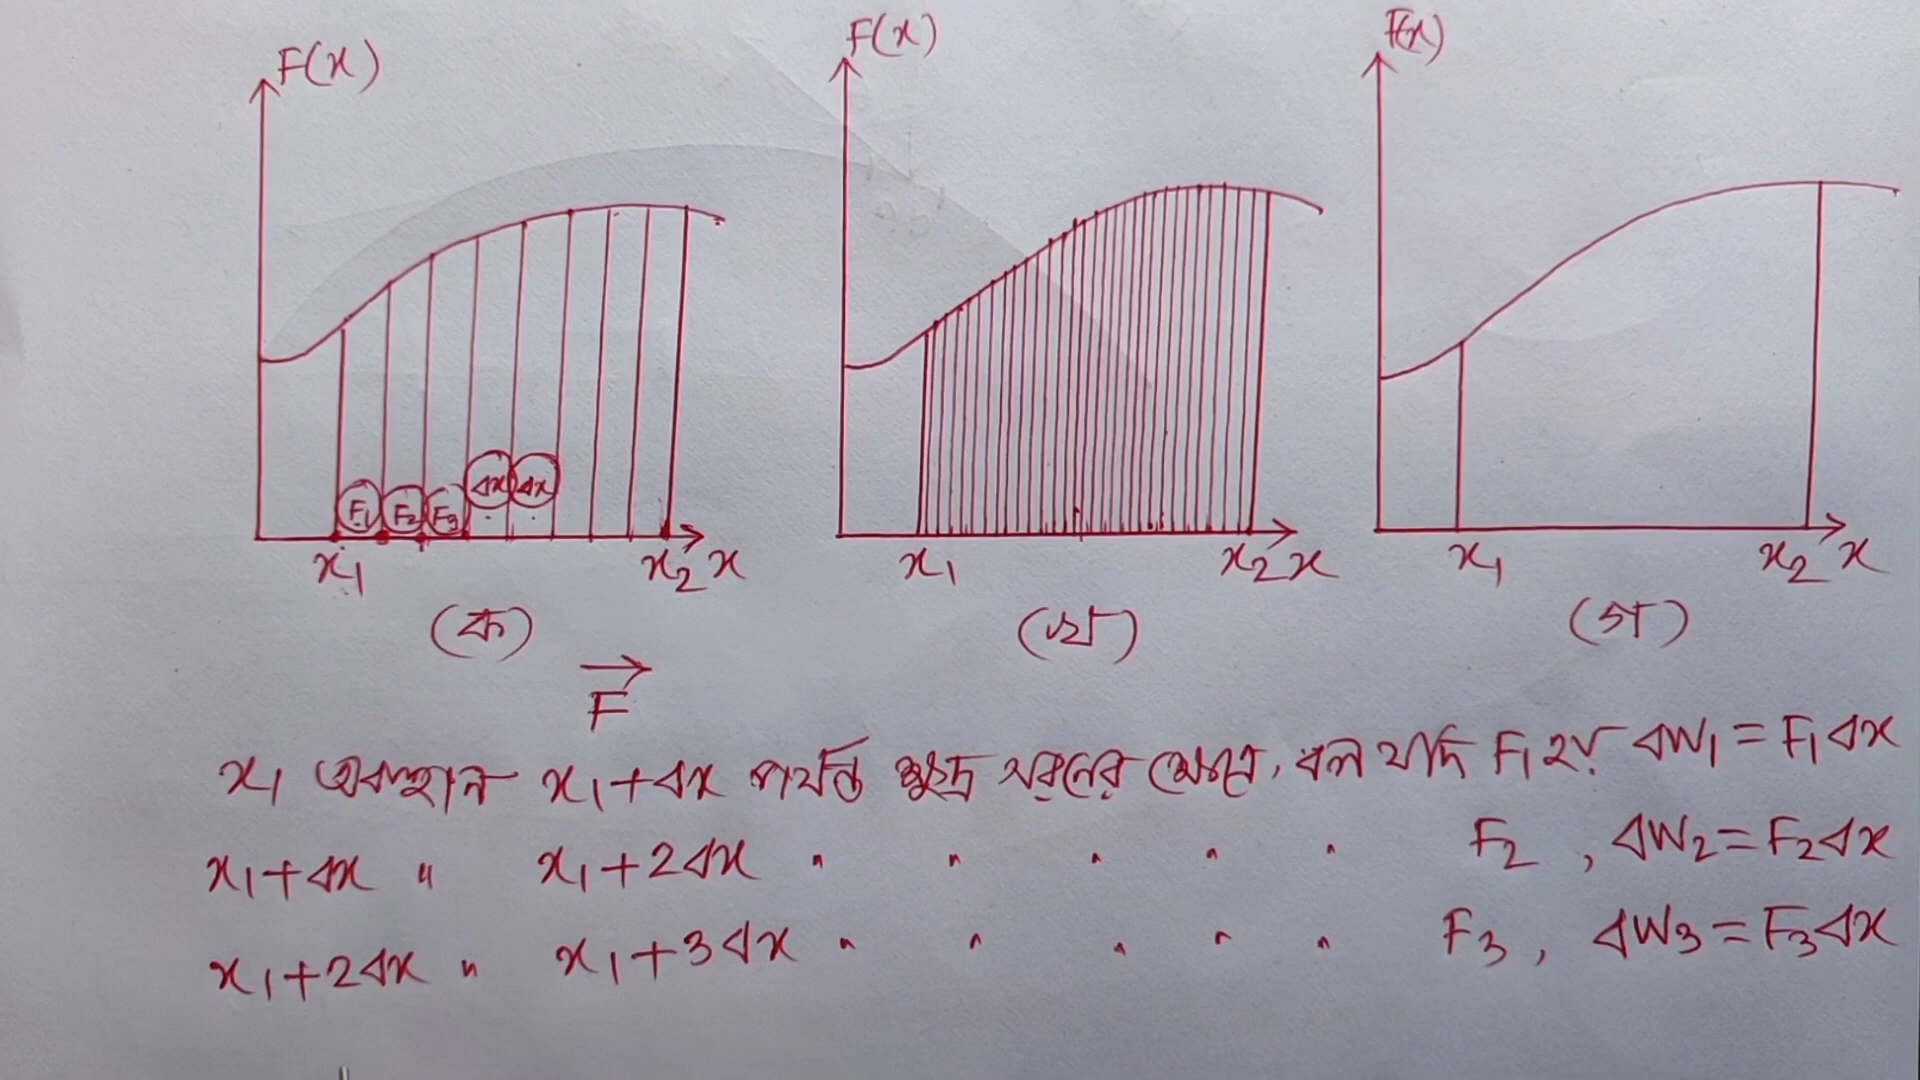 F(x) F(x) F(x)
F₁ F₂ F₃ Δx Δx
x₁ x₂ x x₁ x₂ x x₁ x₂ x
(ক) (খ) (গ)
F⃗
x₁ অবস্থান x₁+Δx পর্যন্ত ক্ষুদ্র সরনের ক্ষেত্রে, বল যদি F₁ হয় ΔW₁ = F₁Δx
x₁+Δx " x₁+2Δx " " " " " F₂ , ΔW₂ = F₂Δx
x₁+2Δx " x₁+3Δx " " " " " F₃ , ΔW₃ = F₃Δx